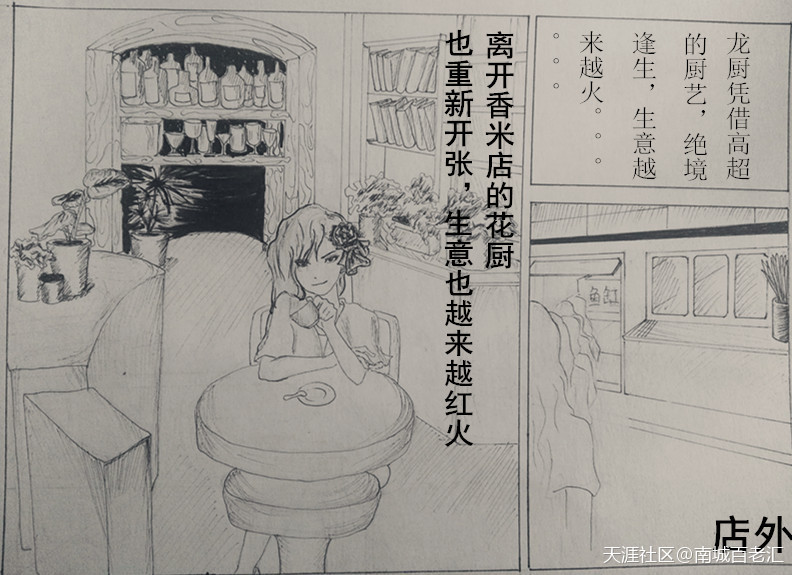 龙厨凭借高超
的厨艺，绝境
逢生，生意越
来越火。。。
。。。
离开香米店的花厨
也重新开张，生意也越来越红火
鱼缸
店外
天涯社区@南城百老汇